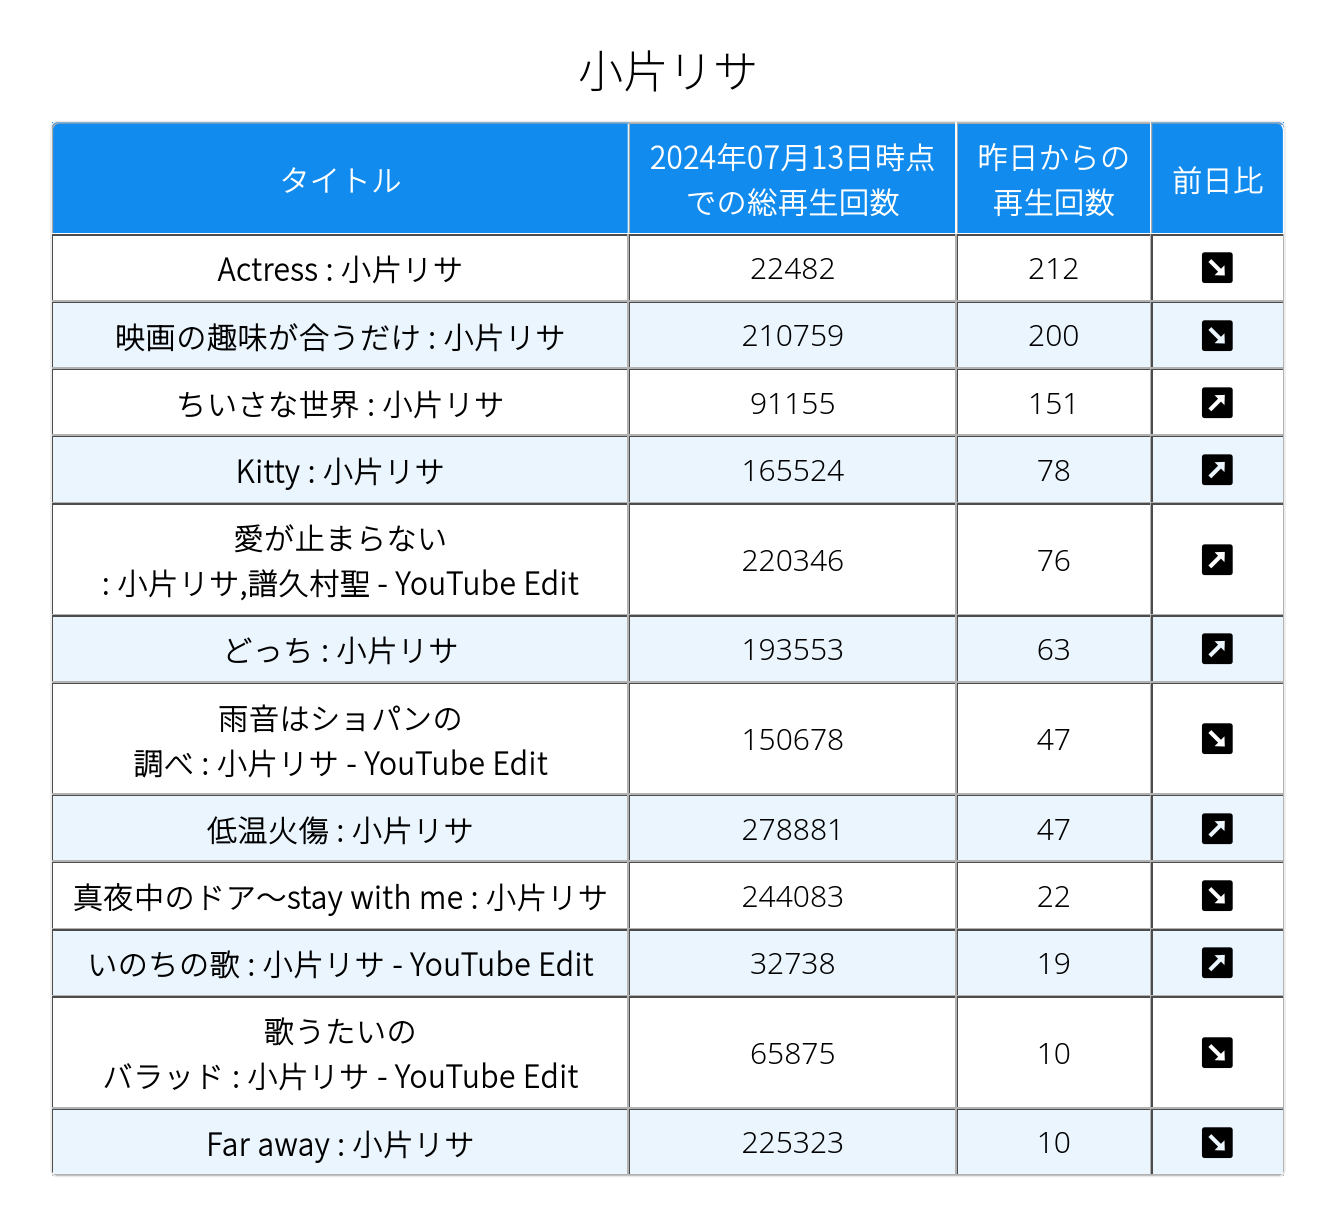 小片リサ
タイトル
2024年07月13日時点
での総再生回数
昨日からの
再生回数
前日比
Actress : 小片リサ 22482 212
映画の趣味が合うだけ : 小片リサ 210759 200
ちいさな世界 : 小片リサ 91155 151
Kitty : 小片リサ 165524 78
愛が止まらない
: 小片リサ,譜久村聖 - YouTube Edit 220346 76
どっち : 小片リサ 193553 63
雨音はショパンの
調べ : 小片リサ - YouTube Edit 150678 47
低温火傷 : 小片リサ 278881 47
真夜中のドア〜stay with me : 小片リサ 244083 22
いのちの歌 : 小片リサ - YouTube Edit 32738 19
歌うたいの
バラッド : 小片リサ - YouTube Edit 65875 10
Far away : 小片リサ 225323 10